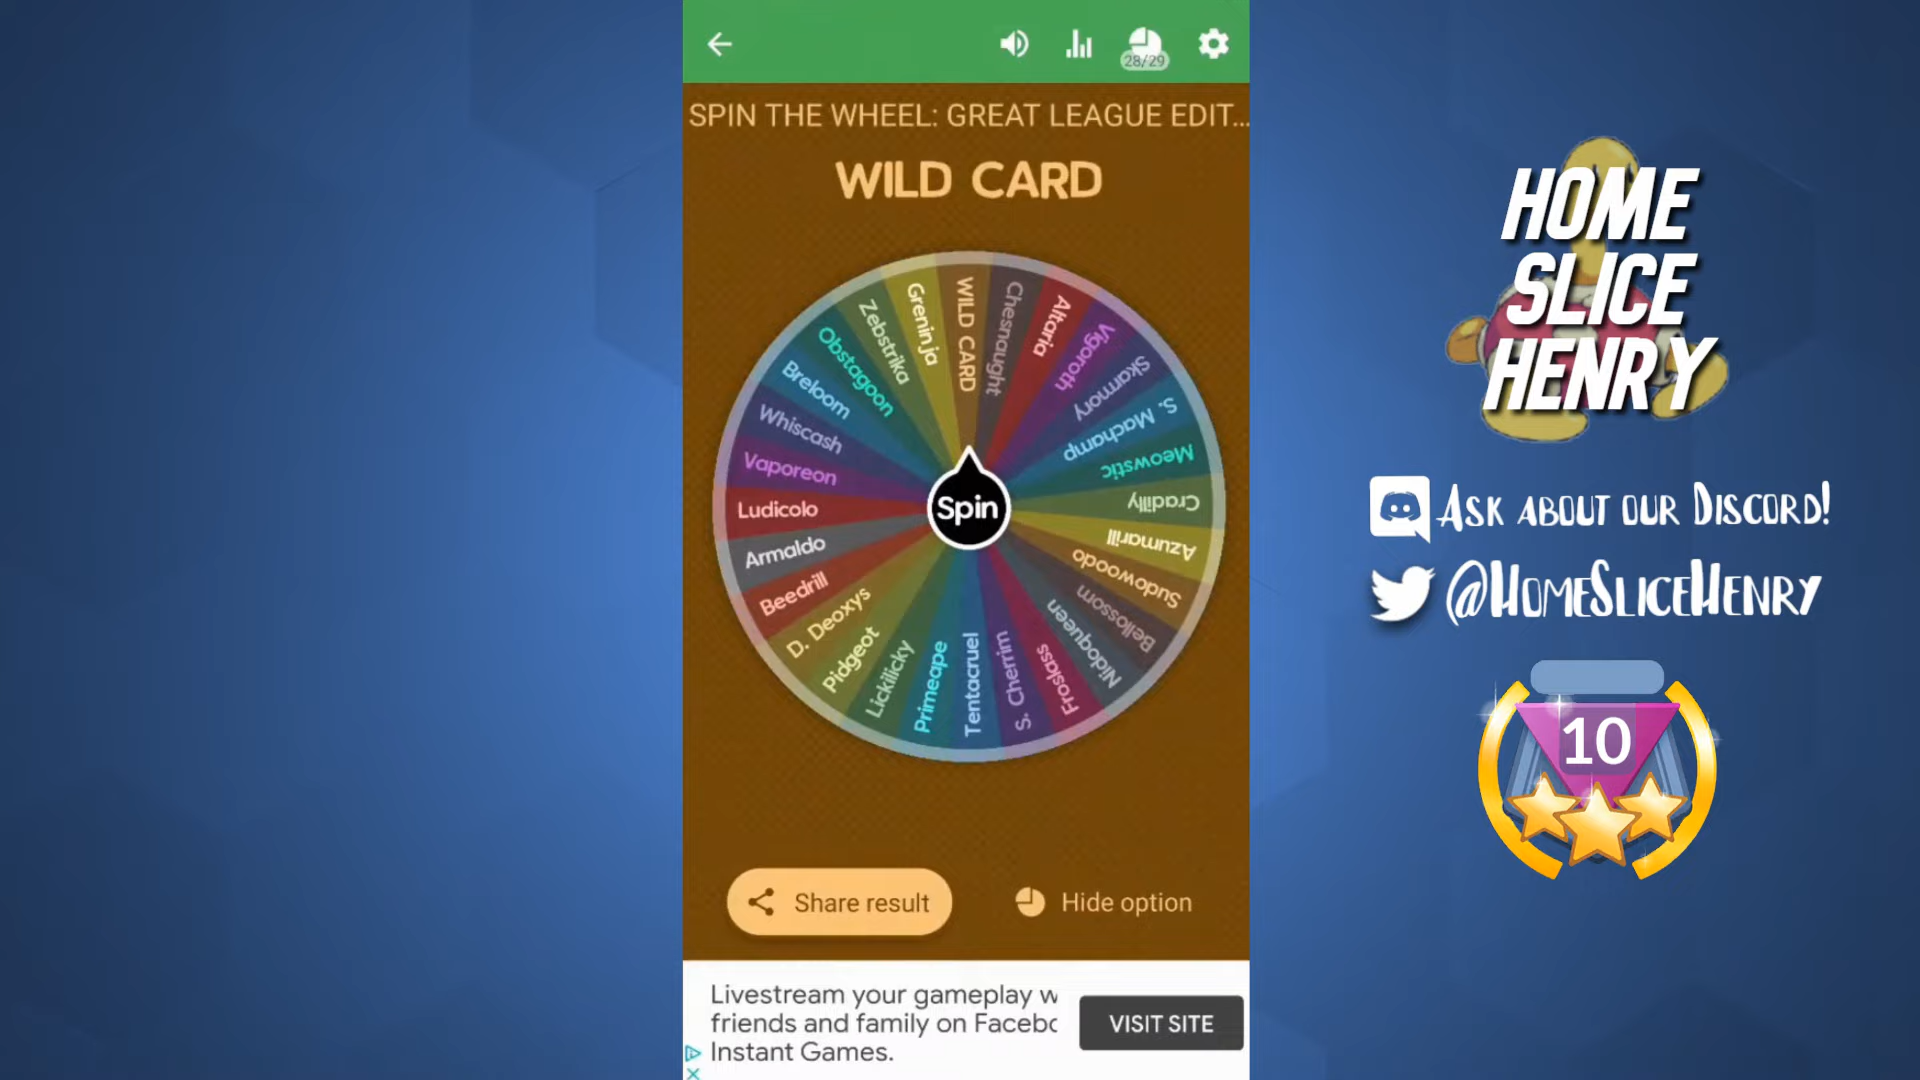 28/29
SPIN THE WHEEL: GREAT LEAGUE EDIT...
WILD CARD
WILD CARD
Chesnaught
Altaria
Vigoroth
Skarmory
S. Machamp
Meowstic
Cradilly
Azumarill
Sudowoodo
Bellossom
Nidoqueen
Froslass
S. Cherrim
Tentacruel
Primeape
Lickilicky
Pidgeot
D. Deoxys
Beedrill
Armaldo
Ludicolo
Vaporeon
Whiscash
Breloom
Obstagoon
Zebstrika
Greninja
Spin
Share result
Hide option
Livestream your gameplay w
friends and family on Facebo
Instant Games.
VISIT SITE
HOME
SLICE
HENRY
ASK ABOUT OUR DISCORD!
@HOMESLICEHENRY
10